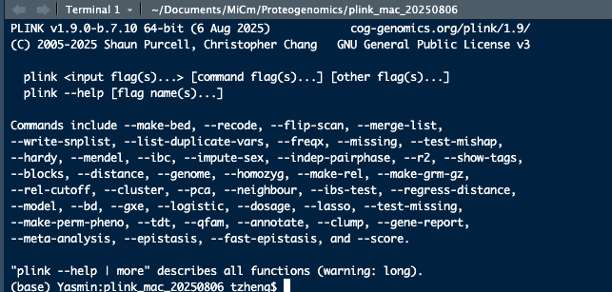 Terminal 1 ~/Documents/MiCm/Proteogenomics/plink_mac_20250806
PLINK v1.9.0-b.7.10 64-bit (6 Aug 2025) cog-genomics.org/plink/1.9/
(C) 2005-2025 Shaun Purcell, Christopher Chang GNU General Public License v3
plink <input flag(s)...> [command flag(s)...] [other flag(s)...]
plink --help [flag name(s)...]
Commands include --make-bed, --recode, --flip-scan, --merge-list,
--write-snplist, --list-duplicate-vars, --freqx, --missing, --test-mishap,
--hardy, --mendel, --ibc, --impute-sex, --indep-pairphase, --r2, --show-tags,
--blocks, --distance, --genome, --homozyg, --make-rel, --make-grm-gz,
--rel-cutoff, --cluster, --pca, --neighbour, --ibs-test, --regress-distance,
--model, --bd, --gxe, --logistic, --dosage, --lasso, --test-missing,
--make-perm-pheno, --tdt, --qfam, --annotate, --clump, --gene-report,
--meta-analysis, --epistasis, --fast-epistasis, and --score.
"plink --help | more" describes all functions (warning: long).
(base) Yasmin:plink_mac_20250806 tzheng$